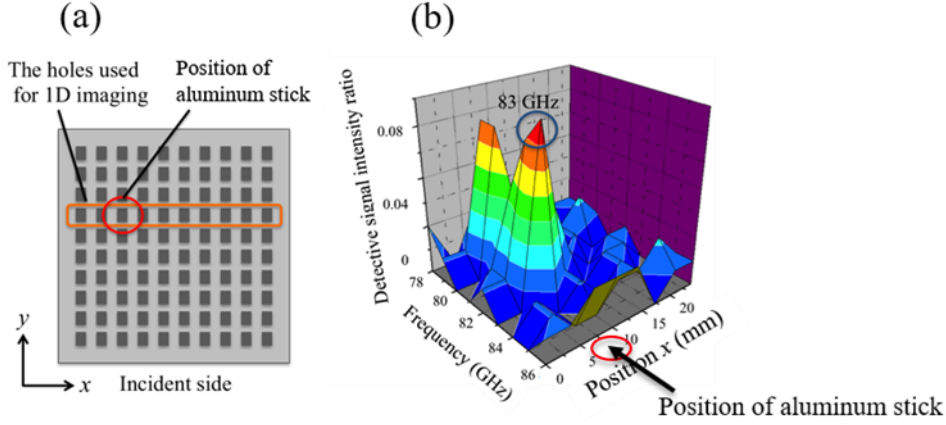 (a)
The holes used
for 1D imaging
Position of
aluminum stick
y
x
Incident side
(b)
83 GHz
Detective signal intensity ratio
0.08
0.04
0
78
80
82
84
86
Frequency (GHz)
0
5
10
15
20
Position x (mm)
Position of aluminum stick